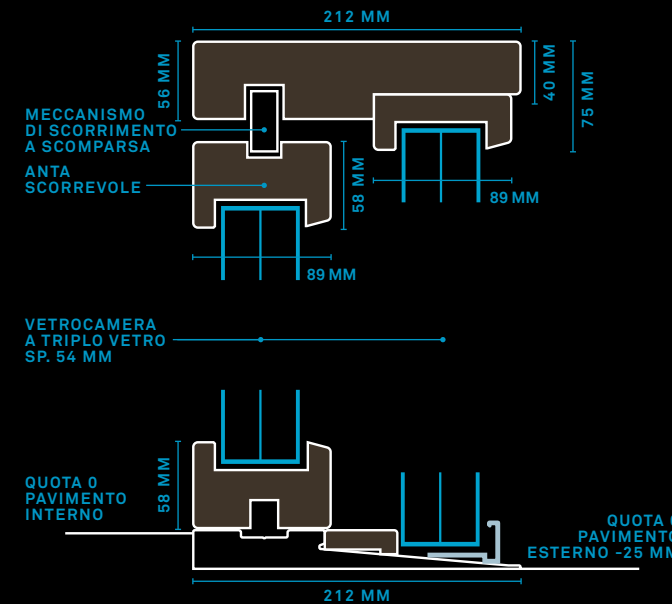 212 MM
56 MM
40 MM
75 MM
MECCANISMO
DI SCORRIMENTO
A SCOMPARSA
ANTA
SCORREVOLE
58 MM
89 MM
89 MM
VETROCAMERA
A TRIPLO VETRO
SP. 54 MM
58 MM
QUOTA 0
PAVIMENTO
INTERNO
QUOTA 0
PAVIMENTO
ESTERNO -25 MM
212 MM